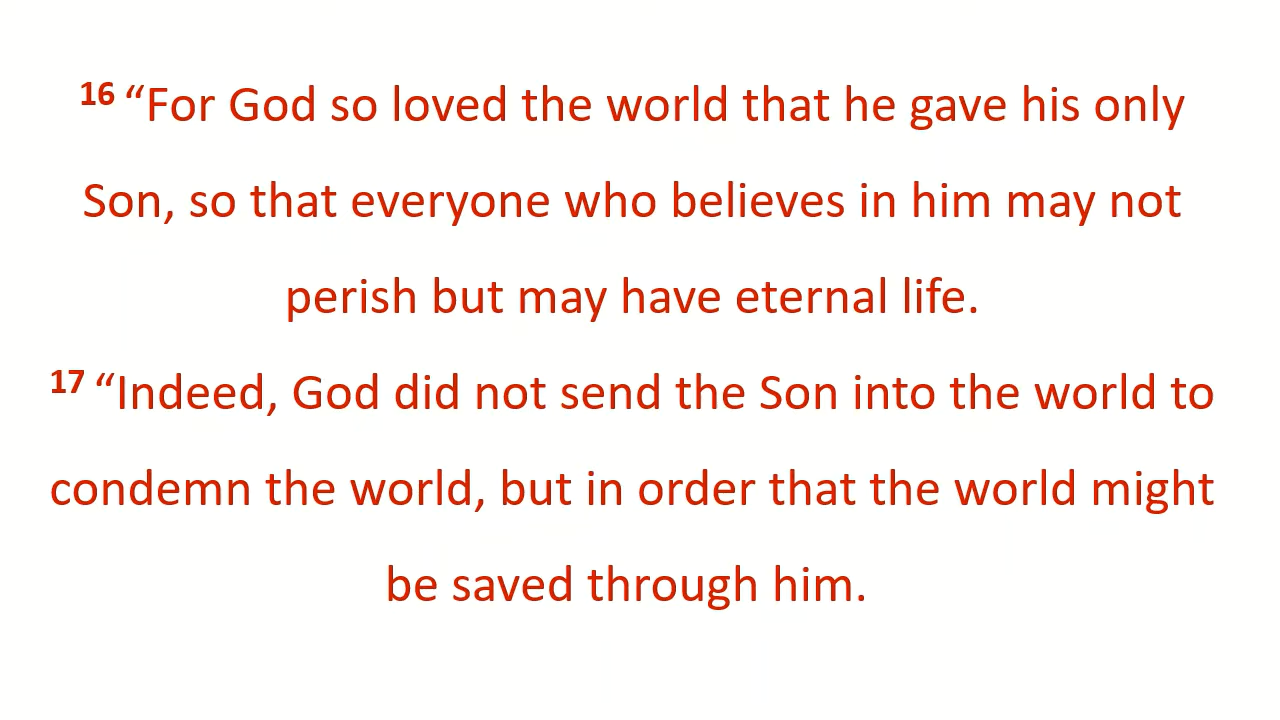 16 “For God so loved the world that he gave his only
Son, so that everyone who believes in him may not
perish but may have eternal life.
17 “Indeed, God did not send the Son into the world to
condemn the world, but in order that the world might
be saved through him.